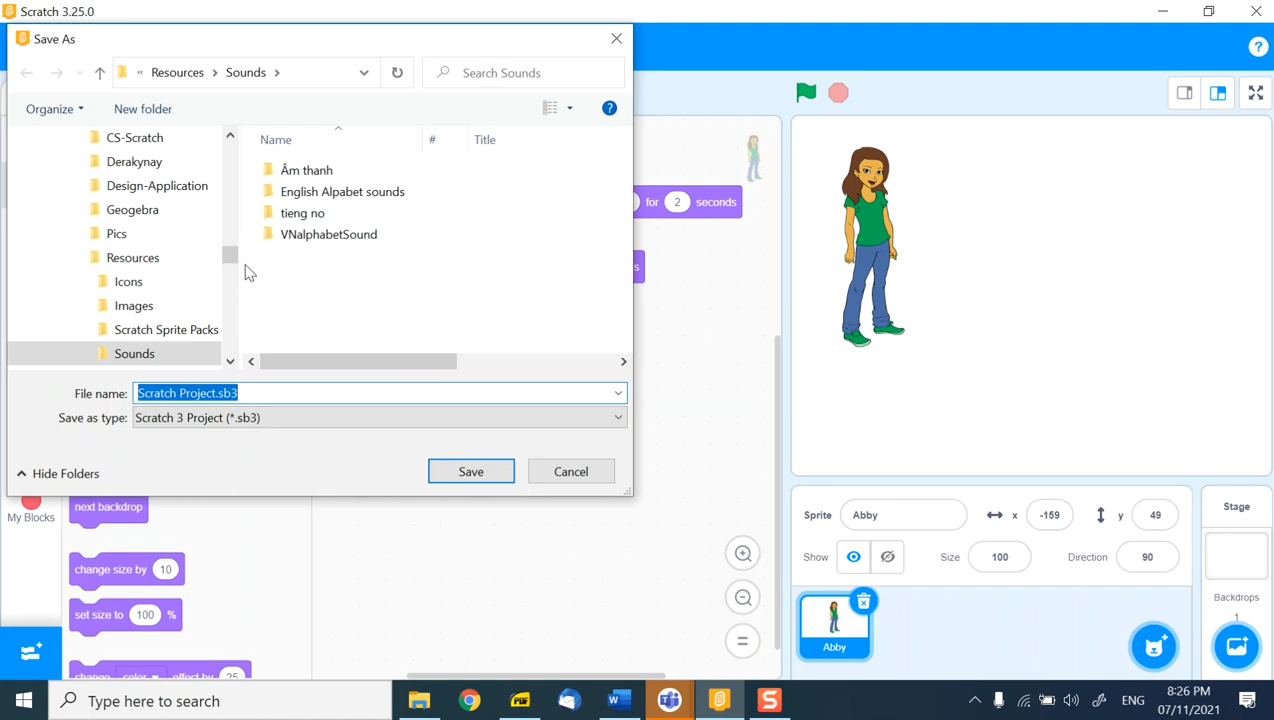 Scratch 3.25.0
Save As
« Resources > Sounds >
Search Sounds
Organize
New folder
?
?
Name
#
Title
CS-Scratch
Derakynay
Design-Application
Geogebra
Pics
Resources
Icons
Images
Scratch Sprite Packs
Sounds
Âm thanh
English Alpabet sounds
tieng no
VNalphabetSound
for 2 seconds
s
File name: Scratch Project.sb3
Save as type: Scratch 3 Project (*.sb3)
Hide Folders
Save
Cancel
My Blocks
next backdrop
change size by 10
set size to 100 %
change color effect by 25
Sprite Abby
x -159
y 49
Show
Size 100
Direction 90
Abby
Stage
Backdrops
1
Type here to search
PDF
ENG
8:26 PM
07/11/2021